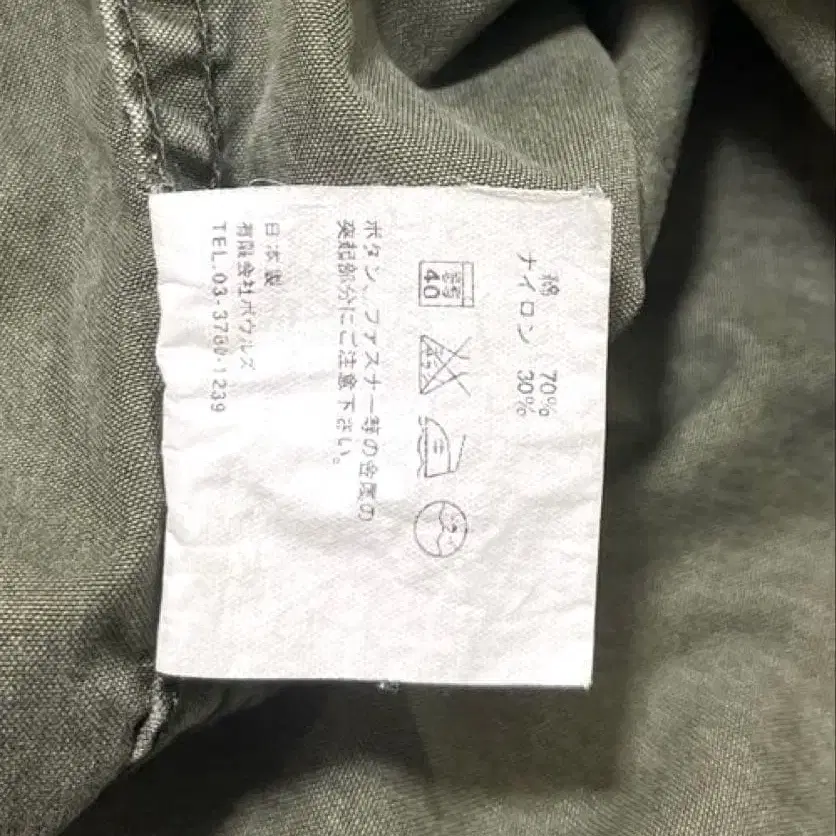 綿 70%
ナイロン 30%
弱
40
ボタン、ファスナー等の金属の
突起部分にご注意下さい。
日本製
有限会社ボウルズ
TEL.03-3760-1239